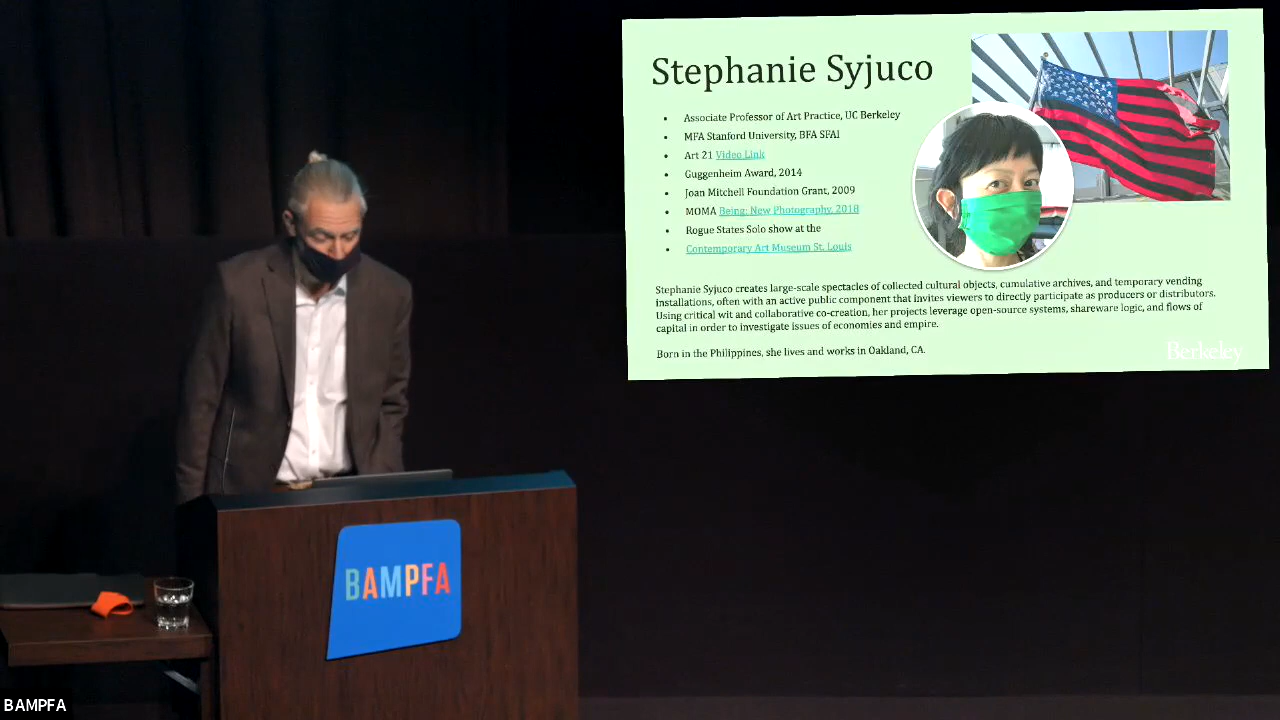 Stephanie Syjuco
• Associate Professor of Art Practice, UC Berkeley
• MFA Stanford University, BFA SFAI
• Art 21 Video Link
• Guggenheim Award, 2014
• Joan Mitchell Foundation Grant, 2009
• MOMA Being: New Photography, 2018
• Rogue States Solo show at the
• Contemporary Art Museum St. Louis
Stephanie Syjuco creates large-scale spectacles of collected cultural objects, cumulative archives, and temporary vending
installations, often with an active public component that invites viewers to directly participate as producers or distributors.
Using critical wit and collaborative co-creation, her projects leverage open-source systems, shareware logic, and flows of
capital in order to investigate issues of economies and empire.
Born in the Philippines, she lives and works in Oakland, CA.
Berkeley
BAMPFA
BAMPFA